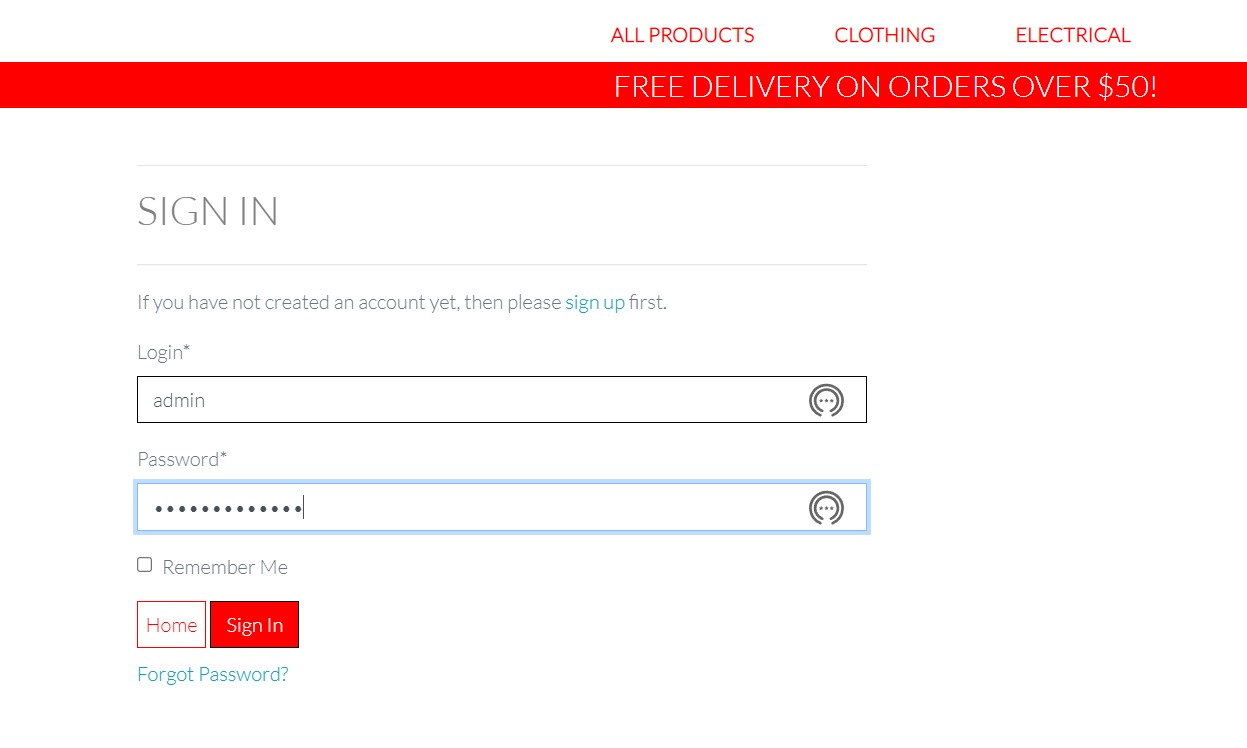 ALL PRODUCTS CLOTHING ELECTRICAL
FREE DELIVERY ON ORDERS OVER $50!
SIGN IN
If you have not created an account yet, then please sign up first.
Login*
admin
Password*
•••••••••••••
Remember Me
Home Sign In
Forgot Password?